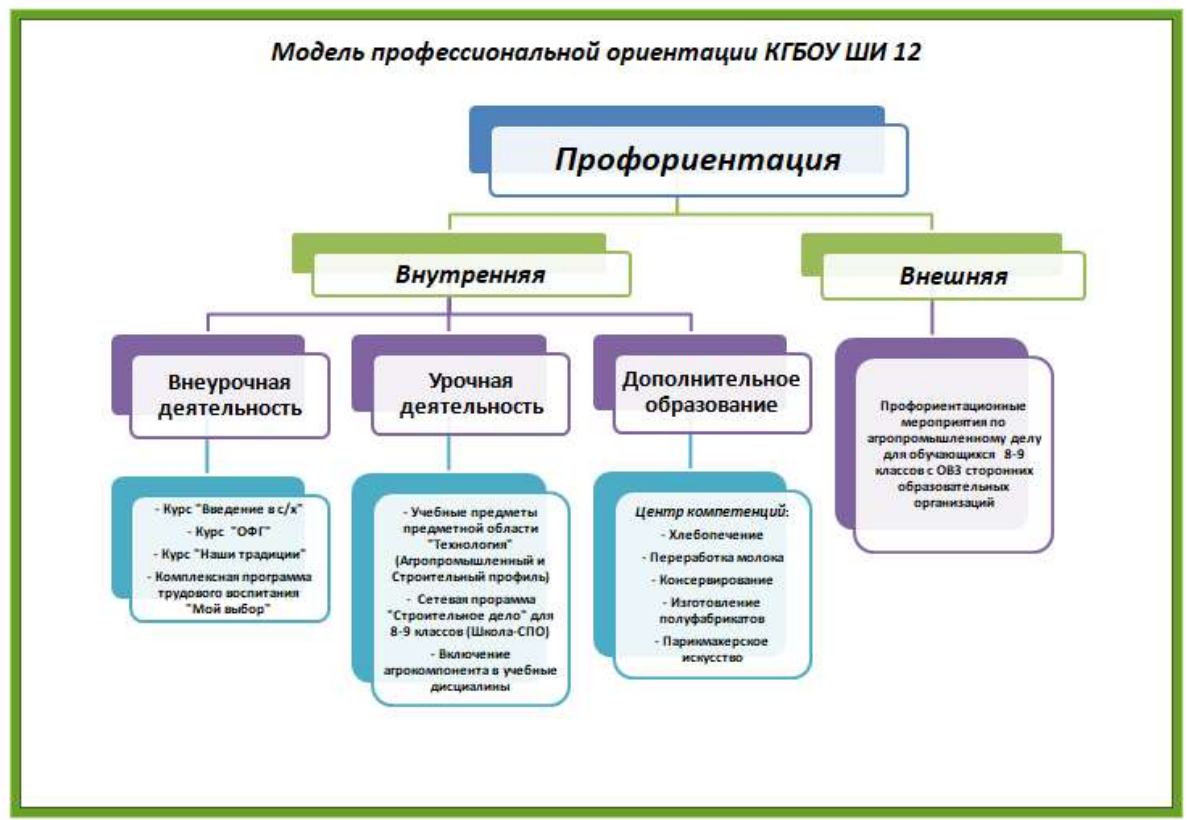 Модель профессиональной ориентации КГБОУ ШИ 12
Профориентация
Внутренняя
Внешняя
Внеурочная
деятельность
Урочная
деятельность
Дополнительное
образование
Профориентационные
мероприятия по
агропромышленному делу
для обучающихся 8-9
классов с ОВЗ сторонних
образовательных
организаций
- Курс "Введение в с/х"
- Курс "ОФГ"
- Курс "Наши традиции"
- Комплексная программа
трудового воспитания
"Мой выбор"
- Учебные предметы
предметной области
"Технология"
(Агропромышленный и
Строительный профиль)
- Сетевая прорамма
"Строительное дело" для
8-9 классов (Школа-СПО)
- Включение
агрокомпонента в учебные
дисциалины
Центр компетенций:
- Хлебопечение
- Переработка молока
- Консервирование
- Изготовление
полуфабрикатов
- Парикмахерское
искусство